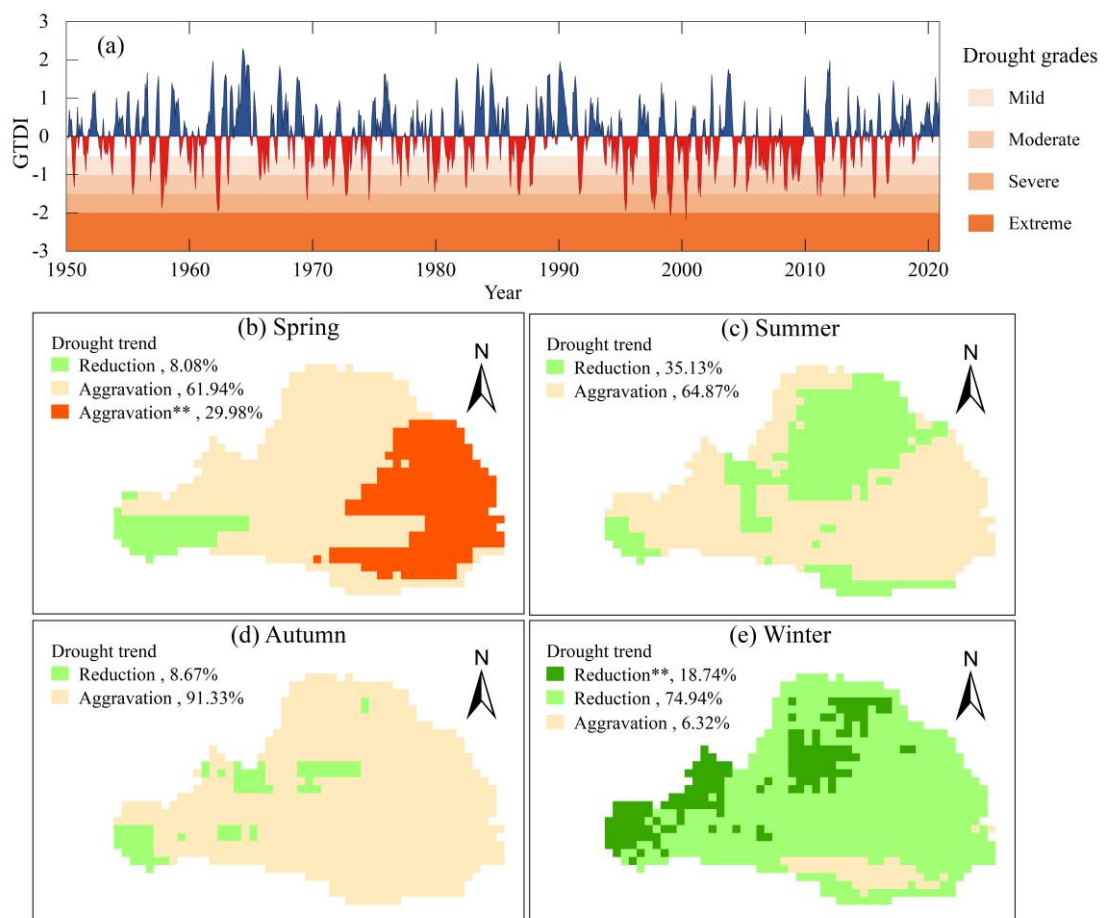 (a)
3
2
1
0
-1
-2
-3
GTDI
1950 1960 1970 1980 1990 2000 2010 2020
Year
Drought grades
Mild
Moderate
Severe
Extreme
(b) Spring
Drought trend
Reduction , 8.08%
Aggravation , 61.94%
Aggravation** , 29.98%
N
(c) Summer
Drought trend
Reduction , 35.13%
Aggravation , 64.87%
N
(d) Autumn
Drought trend
Reduction , 8.67%
Aggravation , 91.33%
N
(e) Winter
Drought trend
Reduction**, 18.74%
Reduction , 74.94%
Aggravation , 6.32%
N